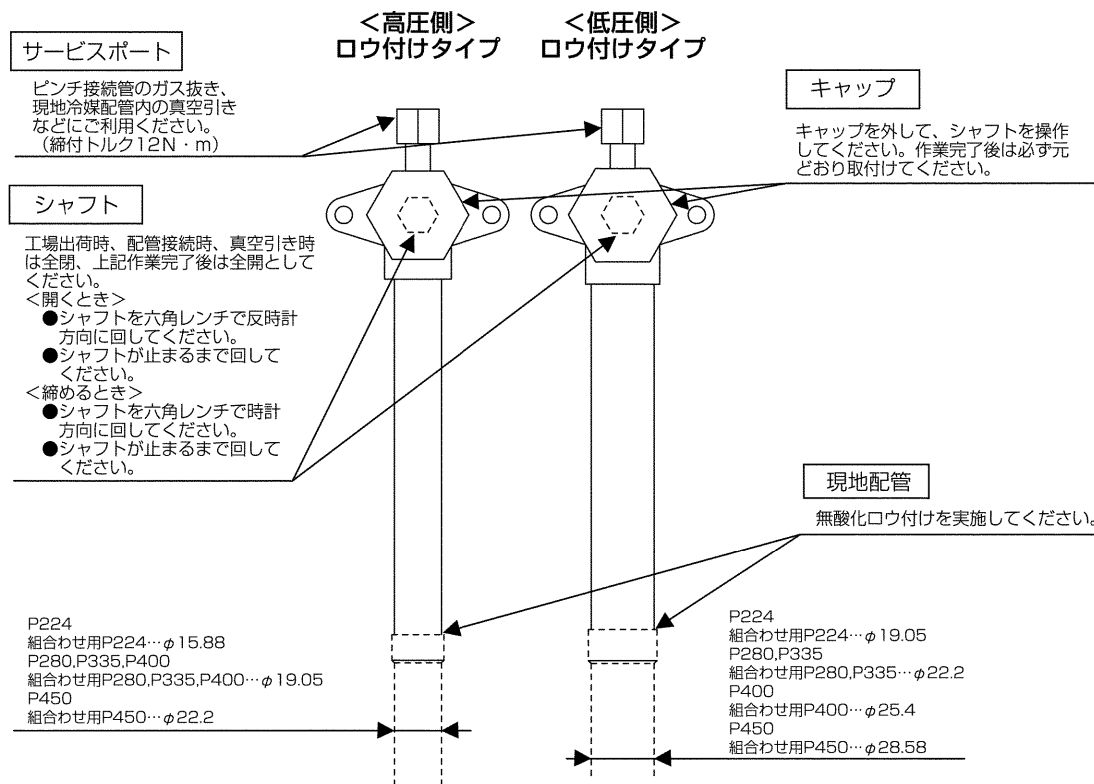 ＜高圧側＞
ロウ付けタイプ
＜低圧側＞
ロウ付けタイプ
サービスポート
ピンチ接続管のガス抜き、
現地冷媒配管内の真空引き
などにご利用ください。
（締付トルク12N・m）
キャップ
キャップを外して、シャフトを操作
してください。作業完了後は必ず元
どおり取付けてください。
シャフト
工場出荷時、配管接続時、真空引き時
は全閉、上記作業完了後は全開として
ください。
＜開くとき＞
●シャフトを六角レンチで反時計
方向に回してください。
●シャフトが止まるまで回して
ください。
＜締めるとき＞
●シャフトを六角レンチで時計
方向に回してください。
●シャフトが止まるまで回して
ください。
現地配管
無酸化ロウ付けを実施してください。
P224
組合わせ用P224…φ15.88
P280,P335,P400
組合わせ用P280,P335,P400…φ19.05
P450
組合わせ用P450…φ22.2
P224
組合わせ用P224…φ19.05
P280,P335
組合わせ用P280,P335…φ22.2
P400
組合わせ用P400…φ25.4
P450
組合わせ用P450…φ28.58